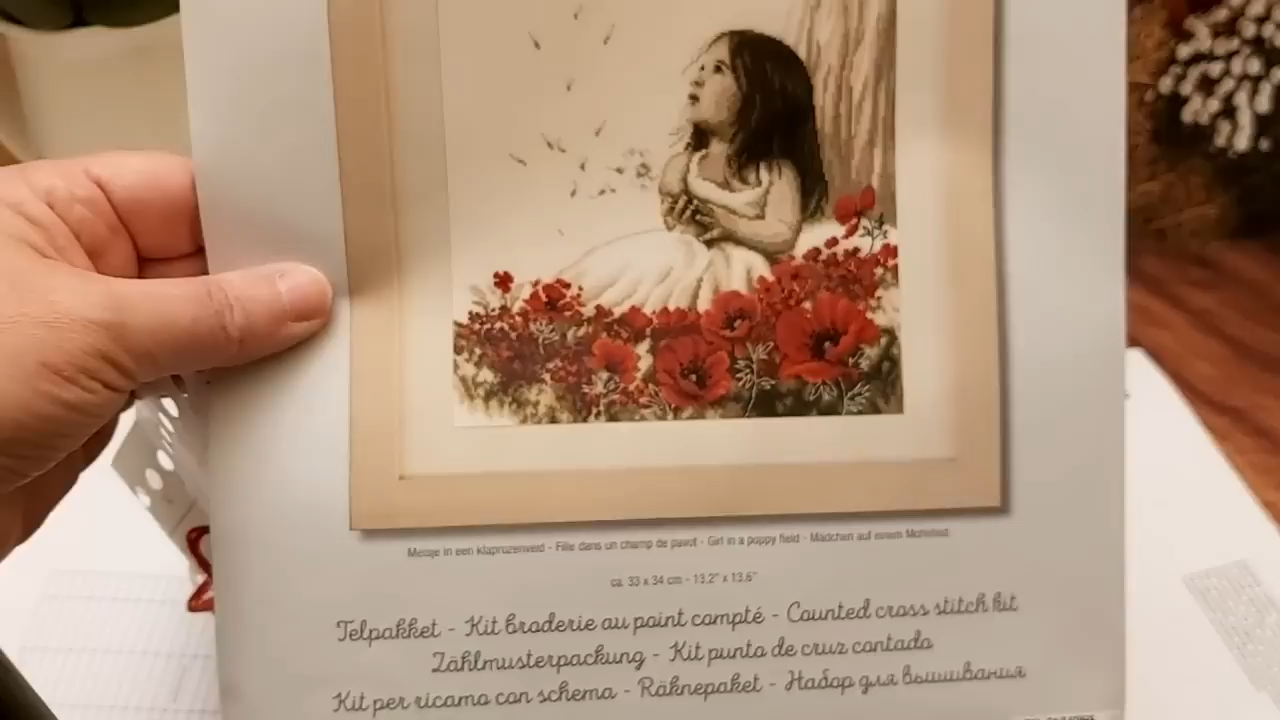 Meisje in een klaprozenveld - Fille dans un champ de pavot - Girl in a poppy field - Mädchen auf einem Mohnfeld
ca. 33 x 34 cm - 13.2" x 13.6"
Telpakket - Kit broderie au point compté - Counted cross stitch kit
Zählmusterpackung - Kit punto de cruz contado
Kit per ricamo con schema - Räknepaket - Набор для вышивания